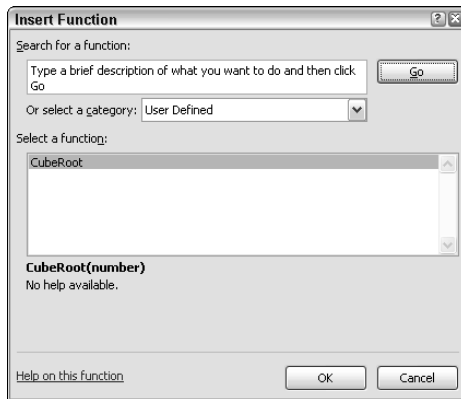 Insert Function
Search for a function:
Type a brief description of what you want to do and then click
Go
Go
Or select a category: User Defined
Select a function:
CubeRoot
CubeRoot(number)
No help available.
Help on this function
OK
Cancel